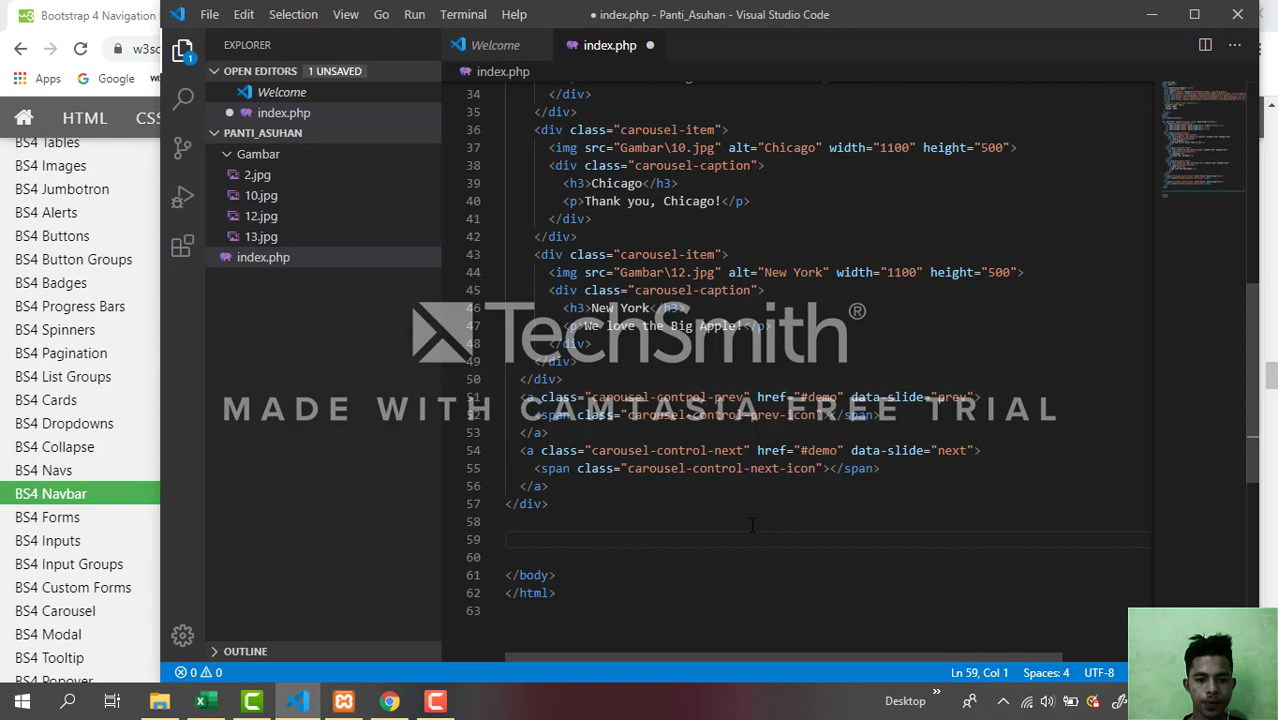 Bootstrap 4 Navigation
w3sc
Apps
Google
HTML
CSS
BS4 Tables
BS4 Images
BS4 Jumbotron
BS4 Alerts
BS4 Buttons
BS4 Button Groups
BS4 Badges
BS4 Progress Bars
BS4 Spinners
BS4 Pagination
BS4 List Groups
BS4 Cards
BS4 Dropdowns
BS4 Collapse
BS4 Navs
BS4 Navbar
BS4 Forms
BS4 Inputs
BS4 Input Groups
BS4 Custom Forms
BS4 Carousel
BS4 Modal
BS4 Tooltip
BS4 Popover
File Edit Selection View Go Run Terminal Help
● index.php - Panti_Asuhan - Visual Studio Code
EXPLORER
OPEN EDITORS 1 UNSAVED
Welcome
index.php
PANTI_ASUHAN
Gambar
2.jpg
10.jpg
12.jpg
13.jpg
index.php
OUTLINE
1
Welcome
index.php
index.php
34 </div>
35 </div>
36 <div class="carousel-item">
37 <img src="Gambar\10.jpg" alt="Chicago" width="1100" height="500">
38 <div class="carousel-caption">
39 <h3>Chicago</h3>
40 <p>Thank you, Chicago!</p>
41 </div>
42 </div>
43 <div class="carousel-item">
44 <img src="Gambar\12.jpg" alt="New York" width="1100" height="500">
45 <div class="carousel-caption">
46 <h3>New York</h3>
47 <p>We love the Big Apple!</p>
48 </div>
49 </div>
50 </div>
51 <a class="carousel-control-prev" href="#demo" data-slide="prev">
52 <span class="carousel-control-prev-icon"></span>
53 </a>
54 <a class="carousel-control-next" href="#demo" data-slide="next">
55 <span class="carousel-control-next-icon"></span>
56 </a>
57 </div>
58
59
60
61 </body>
62 </html>
63
TechSmith®
MADE WITH CAMTASIA FREE TRIAL
0 0
Ln 59, Col 1 Spaces: 4 UTF-8
Desktop